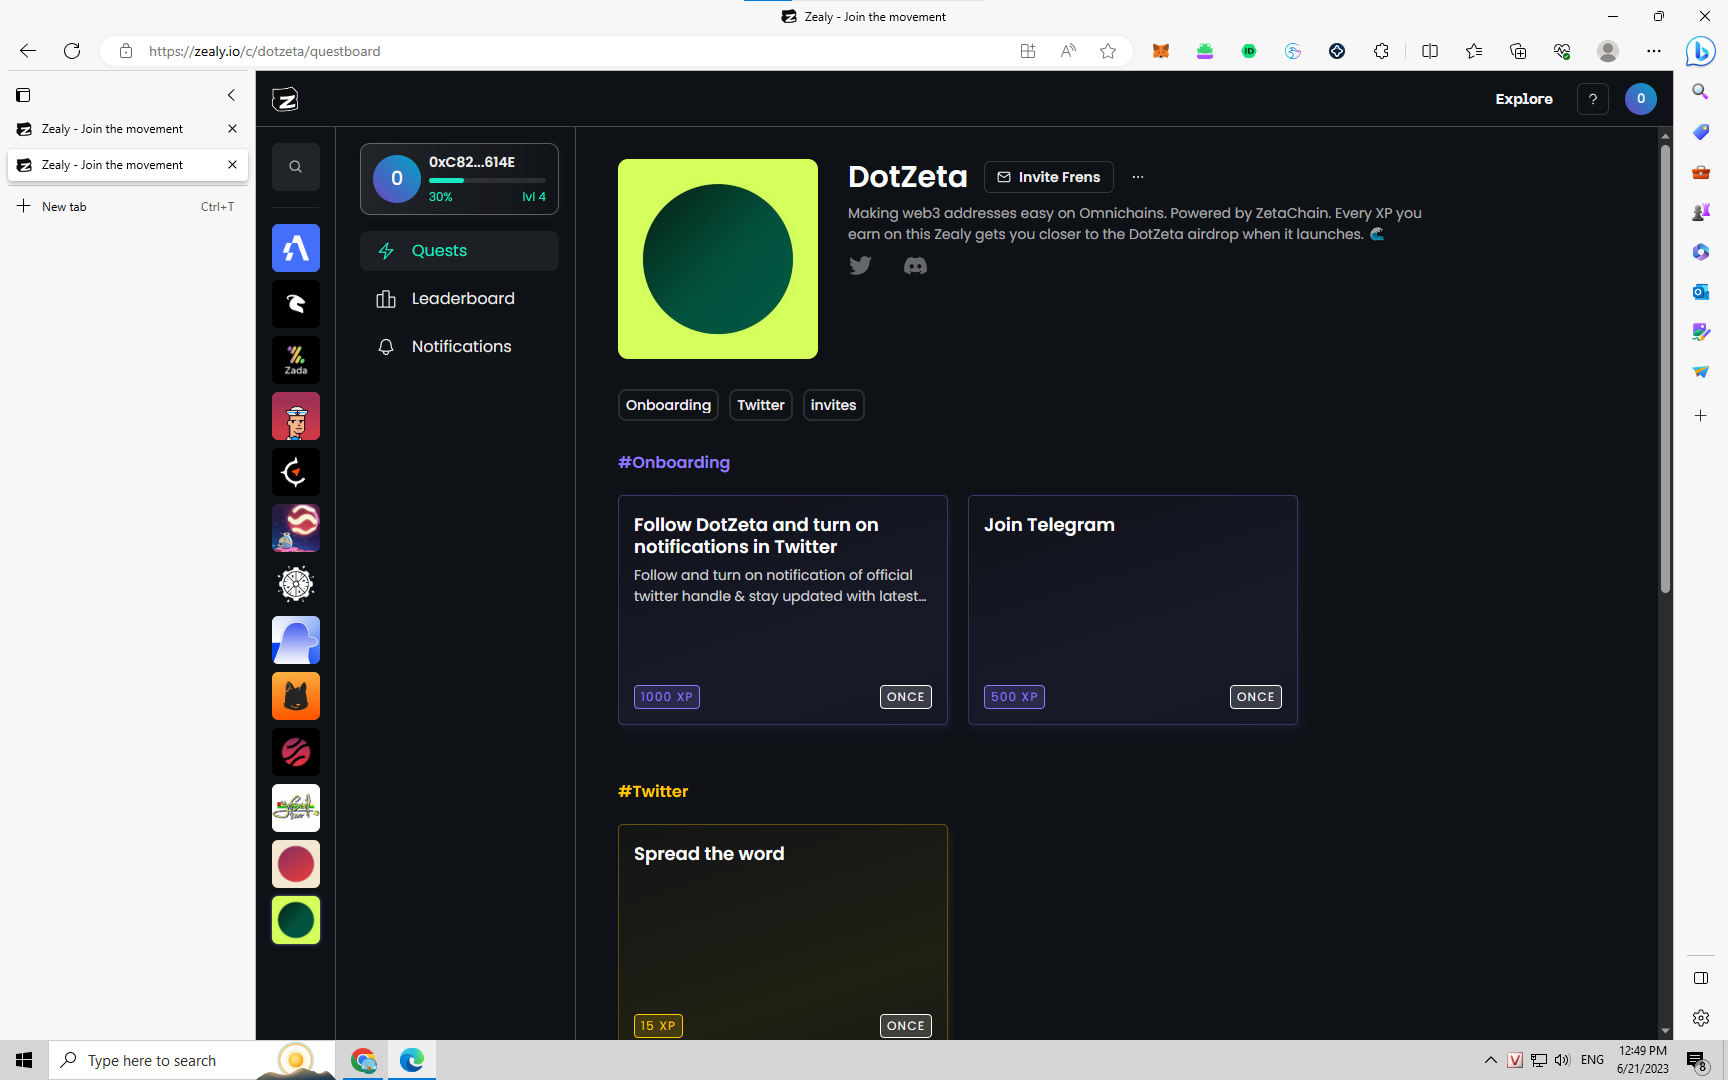 Zealy - Join the movement
https://zealy.io/c/dotzeta/questboard
Zealy - Join the movement
Zealy - Join the movement
New tab
Ctrl+T
Explore
?
0
0
0xC82...614E
30%
lvl 4
Quests
Leaderboard
Notifications
Zada
DotZeta
Invite Frens
Making web3 addresses easy on Omnichains. Powered by ZetaChain. Every XP you
earn on this Zealy gets you closer to the DotZeta airdrop when it launches. 🌊
Onboarding
Twitter
invites
#Onboarding
Follow DotZeta and turn on
notifications in Twitter
Follow and turn on notification of official
twitter handle & stay updated with latest...
1000 XP
ONCE
Join Telegram
500 XP
ONCE
#Twitter
Spread the word
15 XP
ONCE
Type here to search
ENG
12:49 PM
6/21/2023
8